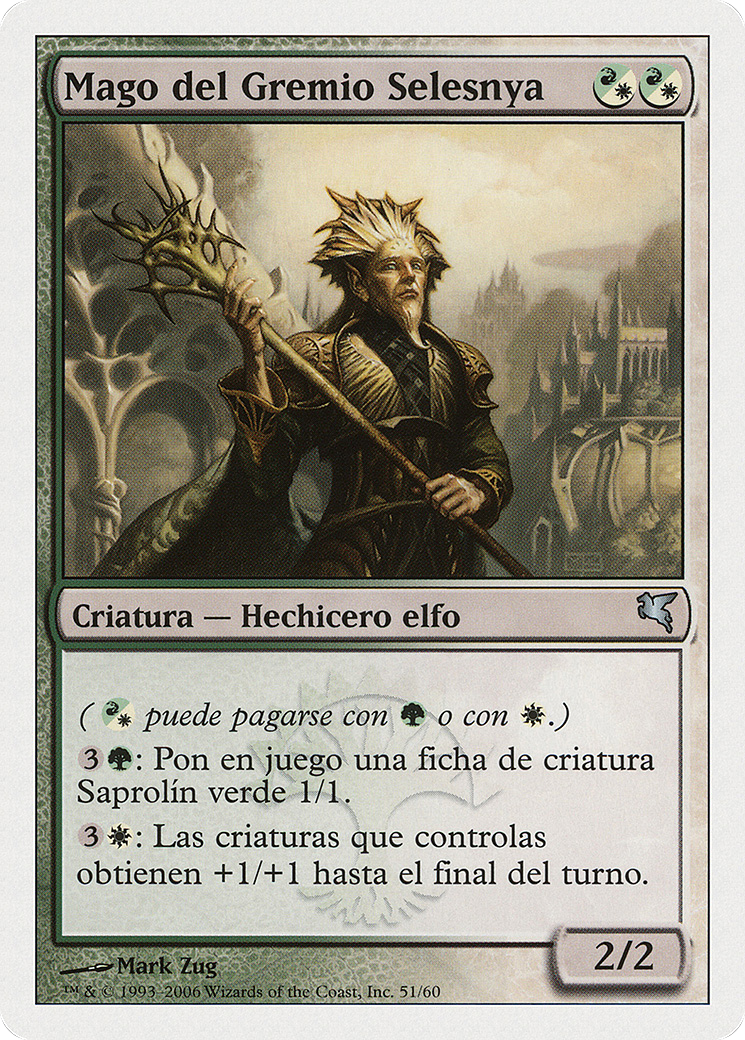 Mago del Gremio Selesnya
Criatura — Hechicero elfo
( puede pagarse con o con .)
3: Pon en juego una ficha de criatura
Saprolín verde 1/1.
3: Las criaturas que controlas
obtienen +1/+1 hasta el final del turno.
2/2
Mark Zug
™ & © 1993–2006 Wizards of the Coast, Inc. 51/60